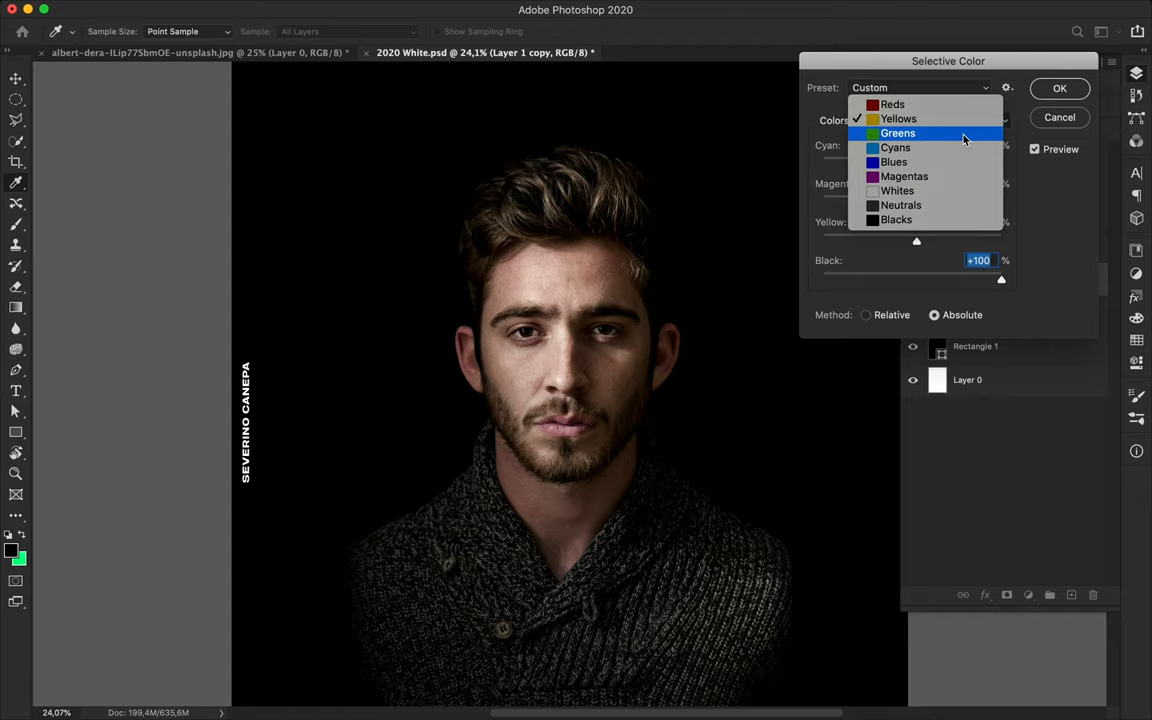 Adobe Photoshop 2020
Sample Size: Point Sample Sample: All Layers Show Sampling Ring
× albert-dera-ILip77SbmOE-unsplash.jpg @ 25% (Layer 0, RGB/8) * × 2020 White.psd @ 24,1% (Layer 1 copy, RGB/8) *
Selective Color
Preset: Custom
OK
Reds
Colors
Yellows
Cancel
Greens
Cyan: %
Cyans
Preview
Blues
Magent
Magentas
%
Whites
Neutrals
Yellow: %
Blacks
Black: +100 %
Method: Relative Absolute
Rectangle 1
Layer 0
SEVERINO CANEPA
24,07% Doc: 199,4M/635,6M